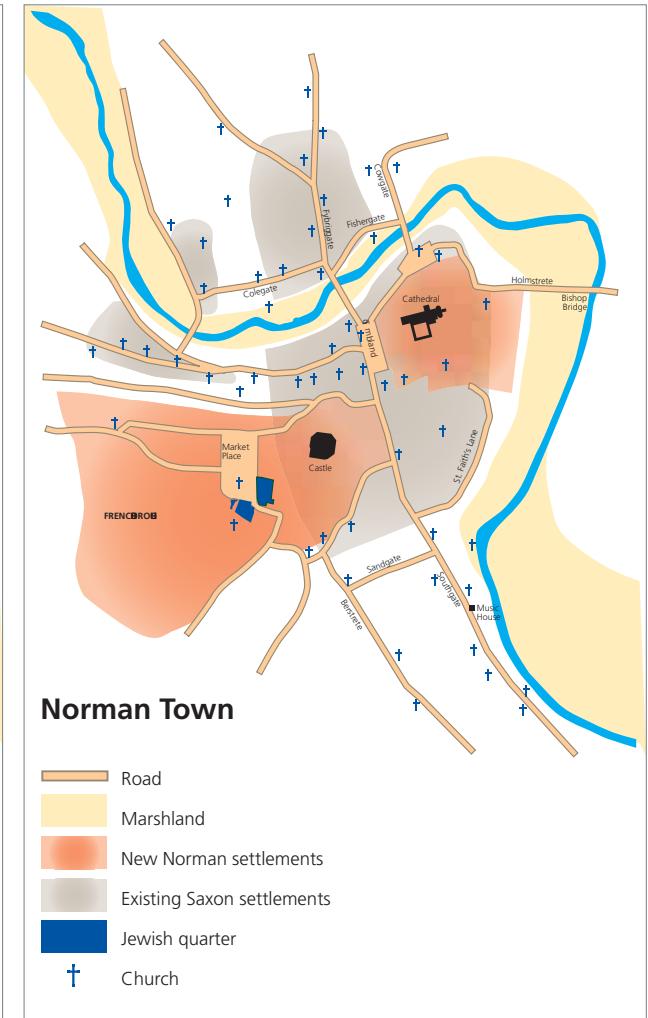 Cowgate
Fishergate
Fybriggate
Colegate
Holmstrete
Bishop
Bridge
Cathedral
Market
Place
Castle
St. Faith's Lane
Sandgate
Southgate
Berstrete
Music
House
Norman Town
Road
Marshland
New Norman settlements
Existing Saxon settlements
Jewish quarter
Church